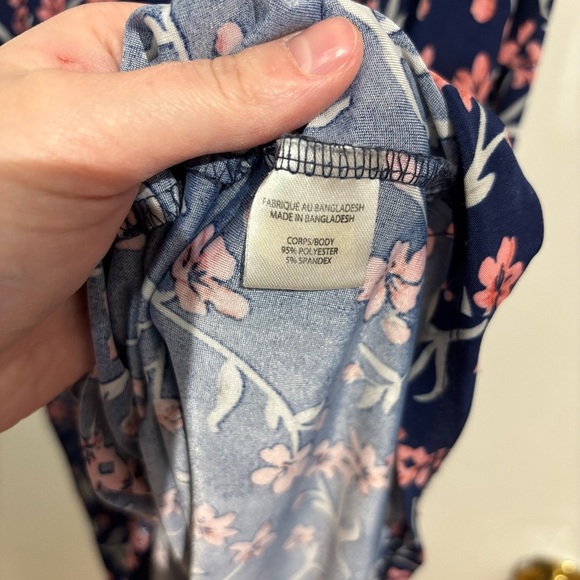 FABRIQUÉ AU BANGLADESH
MADE IN BANGLADESH
CORPS/BODY
95% POLYESTER
5% SPANDEX